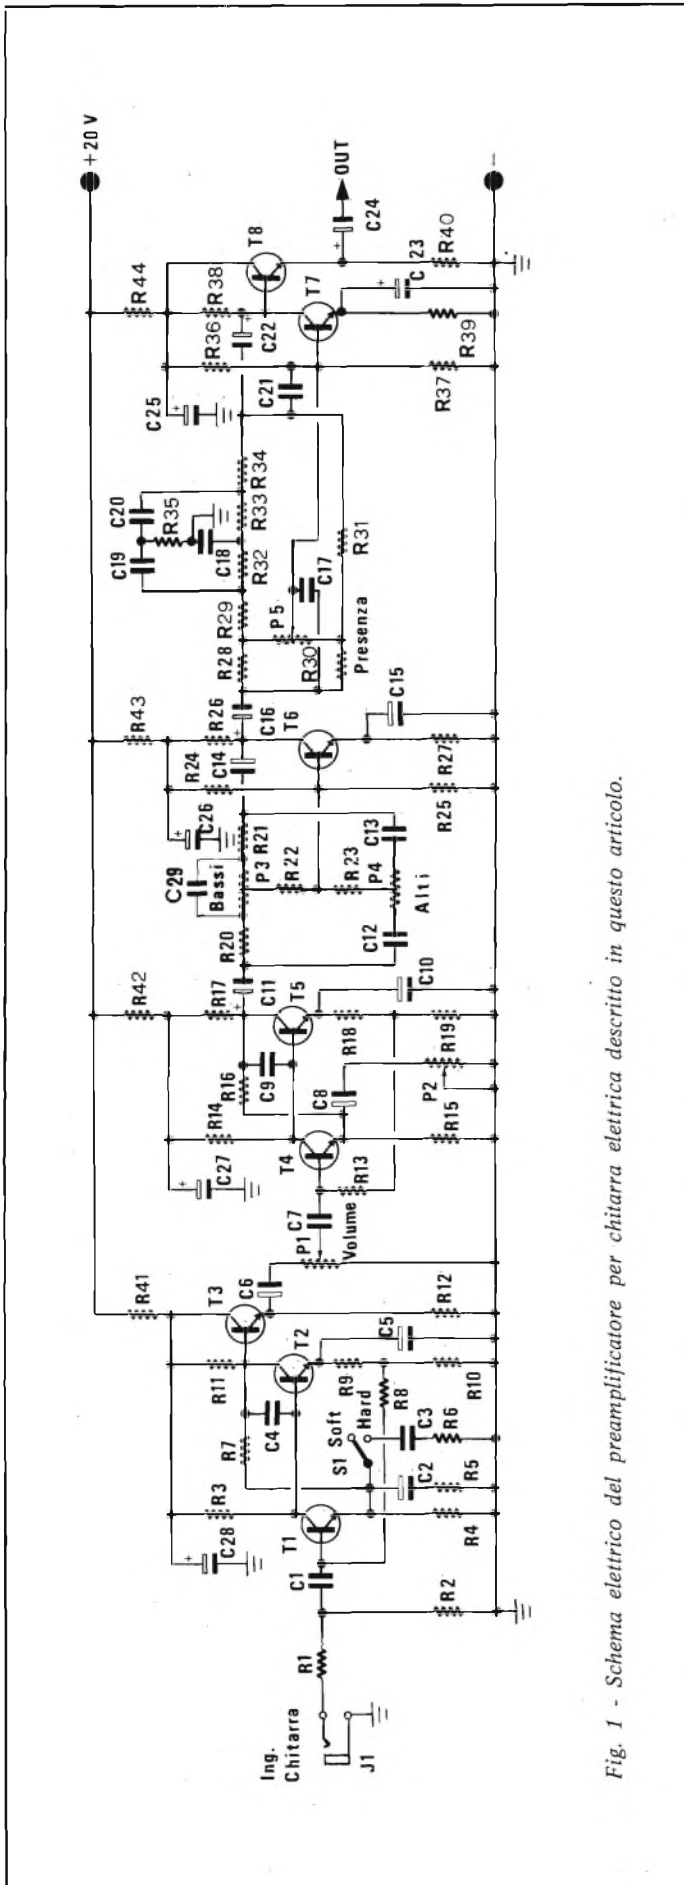 +20 V
R44
R43
R42
R41
C25
C20
C19
R35
C18
R36
R38
C22
T8
T7
C21
R34
R33
R32
R29
R28
P5
C17
R30
R31
Presenza
OUT
C24
R40
C 23
R39
R37
–
R24
R26
C14
C16
T6
C15
C26
C29
Bassi
R21
P3
R20
R22
R23
P4
C13
C12
Alti
R27
R25
R17
C11
T5
R16
C9
R14
C27
T4
R18
C10
C8
R19
P2
R15
R13
C7
P1
Volume
C6
T3
R12
R11
T2
C5
R9
R8
R10
R7
C4
Soft
Hard
S1
C3
R6
C2
R5
R3
C28
T1
R4
C1
R2
R1
Ing.
Chitarra
J1
Fig. 1 - Schema elettrico del preamplificatore per chitarra elettrica descritto in questo articolo.